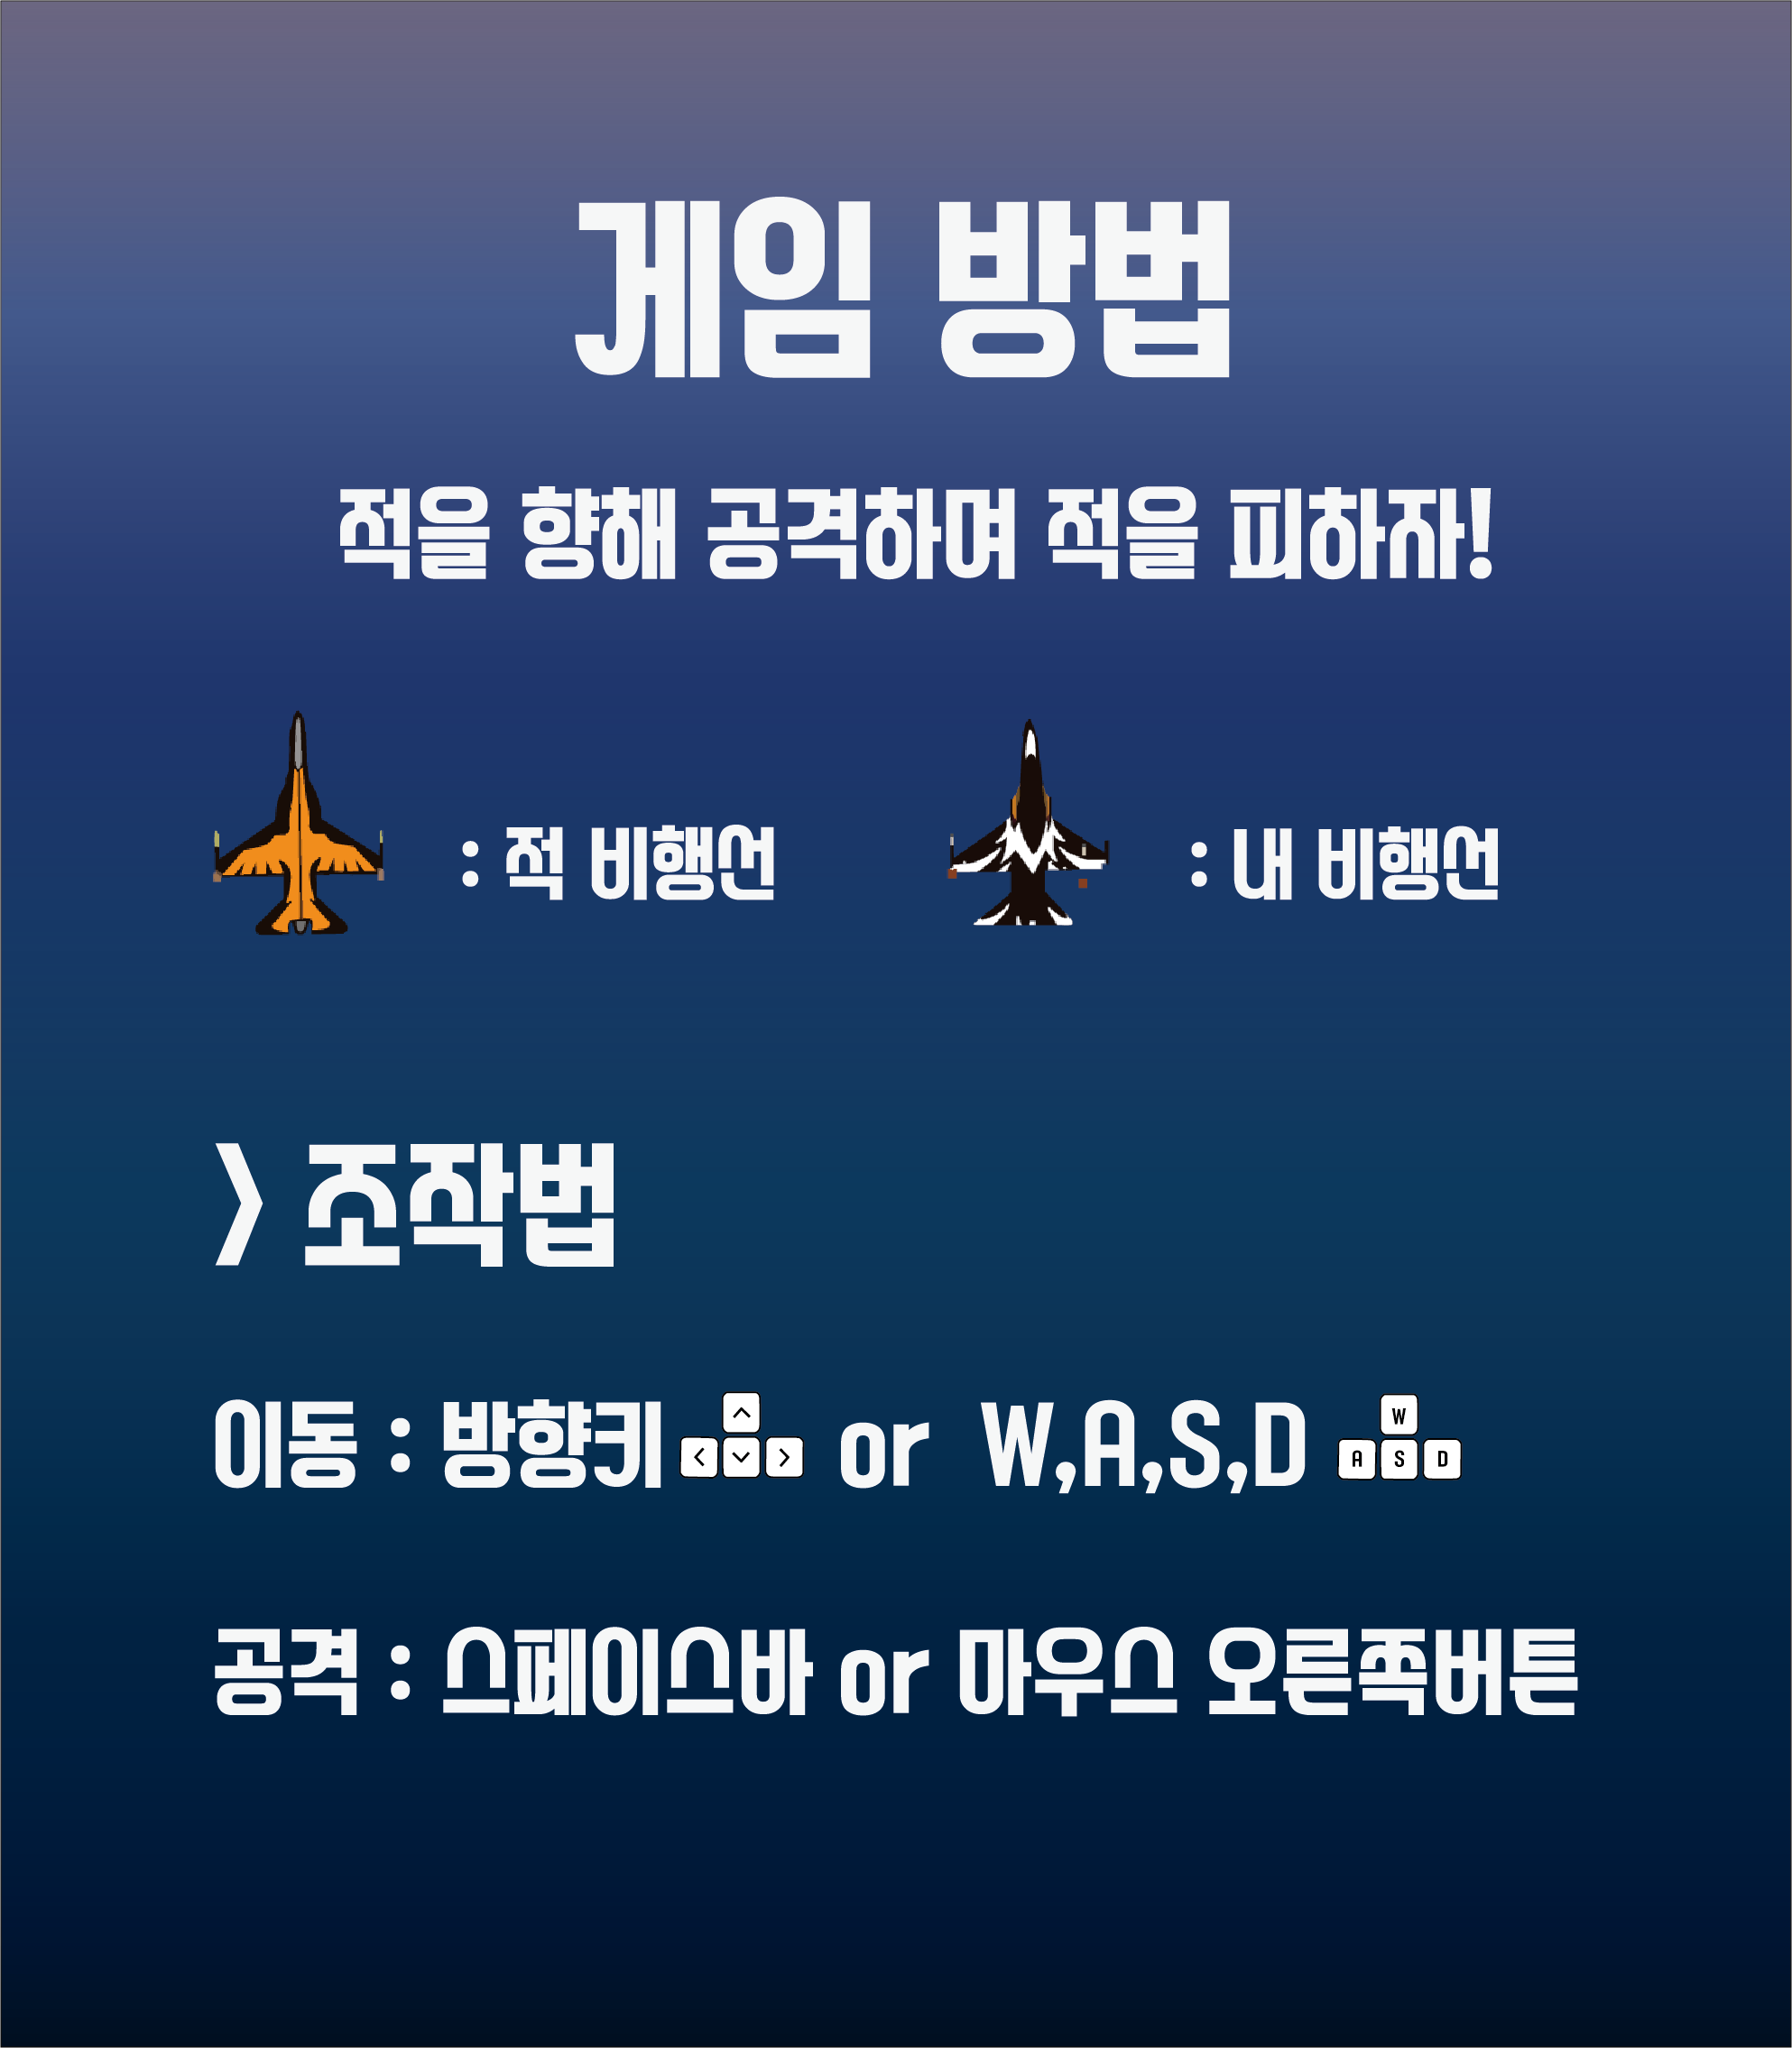 게임 방법
적을 향해 공격하며 적을 피하자!
: 적 비행선
: 내 비행선
> 조작법
이동 : 방향키 or W,A,S,D W A S D
공격 : 스페이스바 or 마우스 오른족버튼